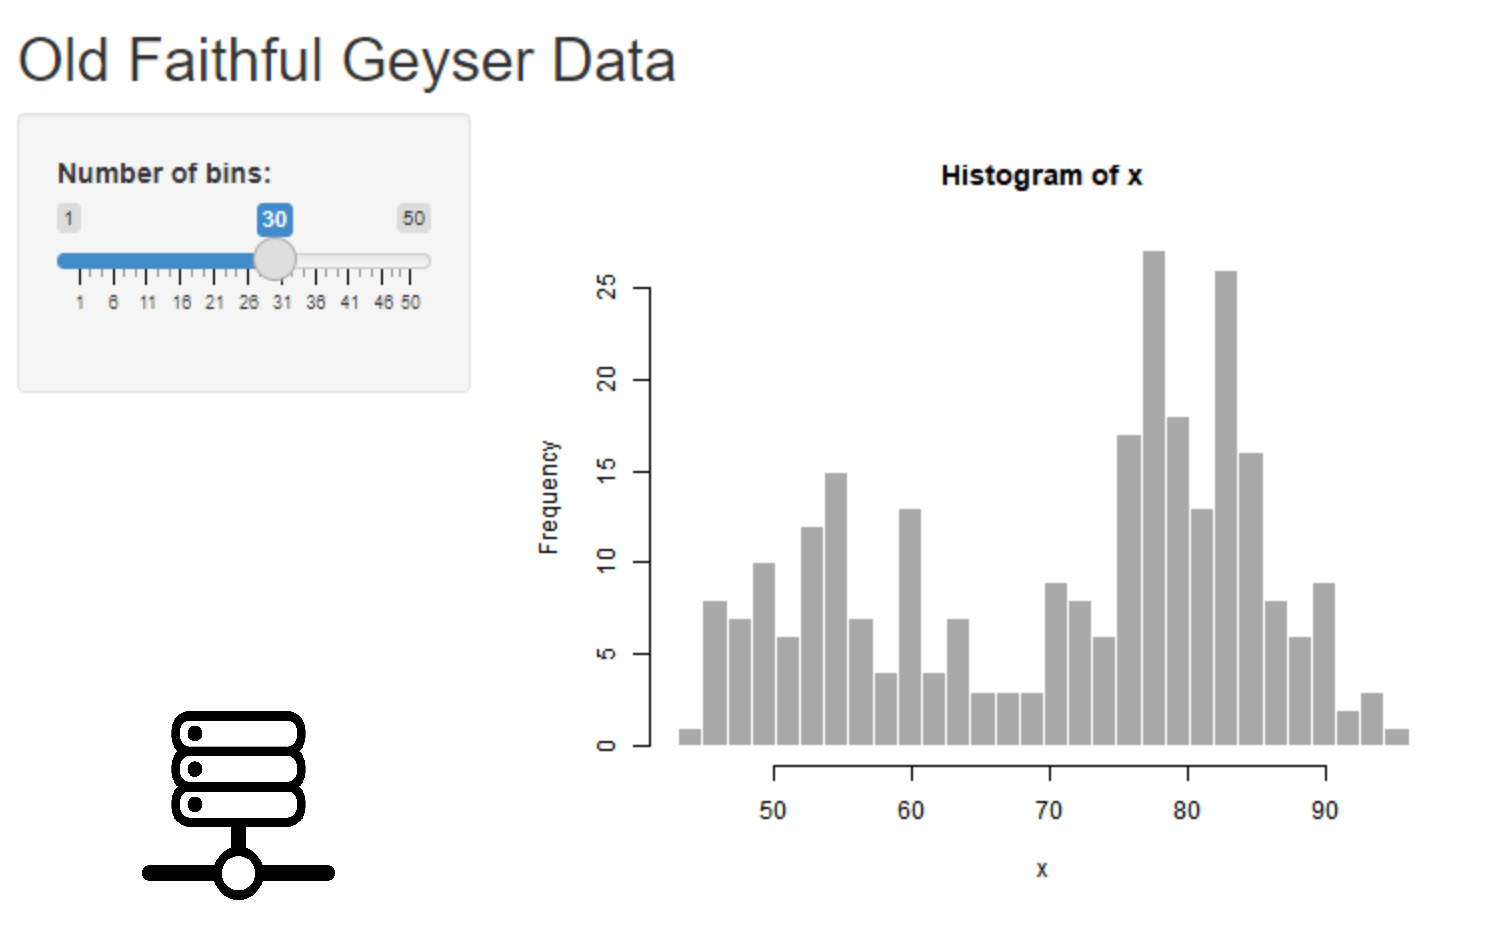 Old Faithful Geyser Data
Number of bins:
1 30 50
1 6 11 16 21 26 31 36 41 46 50
Histogram of x
Frequency
25
20
15
10
5
0
50 60 70 80 90
x